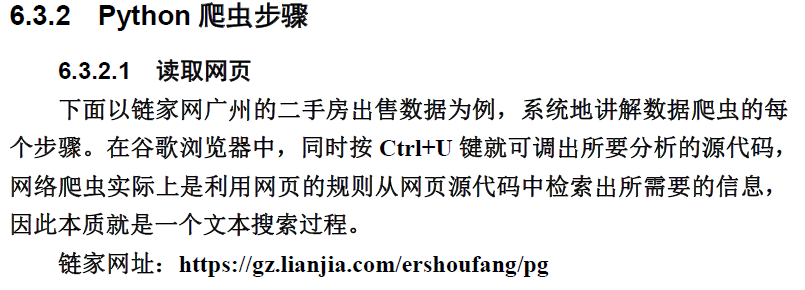 6.3.2 Python 爬虫步骤
6.3.2.1 读取网页
下面以链家网广州的二手房出售数据为例，系统地讲解数据爬虫的每
个步骤。在谷歌浏览器中，同时按 Ctrl+U 键就可调出所要分析的源代码，
网络爬虫实际上是利用网页的规则从网页源代码中检索出所需要的信息，
因此本质就是一个文本搜索过程。
链家网址：https://gz.lianjia.com/ershoufang/pg